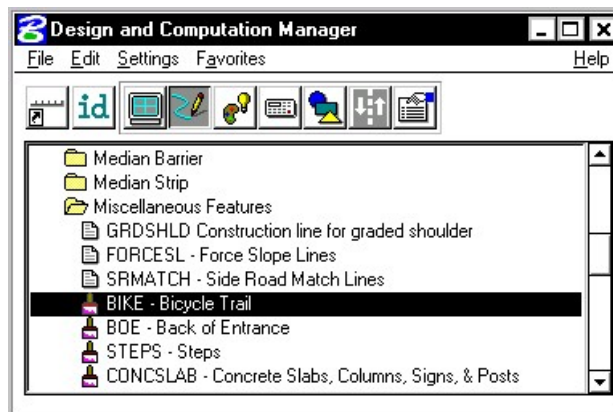 Design and Computation Manager
File Edit Settings Favorites Help
id
Median Barrier
Median Strip
Miscellaneous Features
GRDSHLD Construction line for graded shoulder
FORCESL - Force Slope Lines
SRMATCH - Side Road Match Lines
BIKE - Bicycle Trail
BOE - Back of Entrance
STEPS - Steps
CONCSLAB - Concrete Slabs, Columns, Signs, & Posts